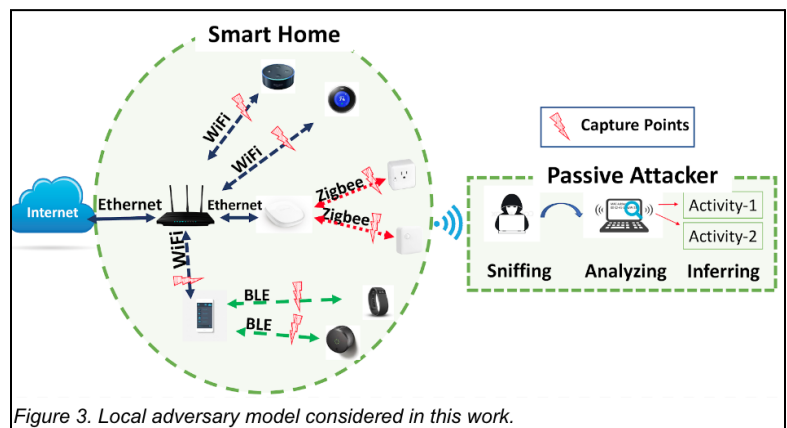 Smart Home
WiFi
WiFi
Capture Points
Zigbee
Zigbee
Internet
Ethernet
Ethernet
WiFi
BLE
BLE
Passive Attacker
Activity-1
Activity-2
Sniffing
Analyzing
Inferring
Figure 3. Local adversary model considered in this work.